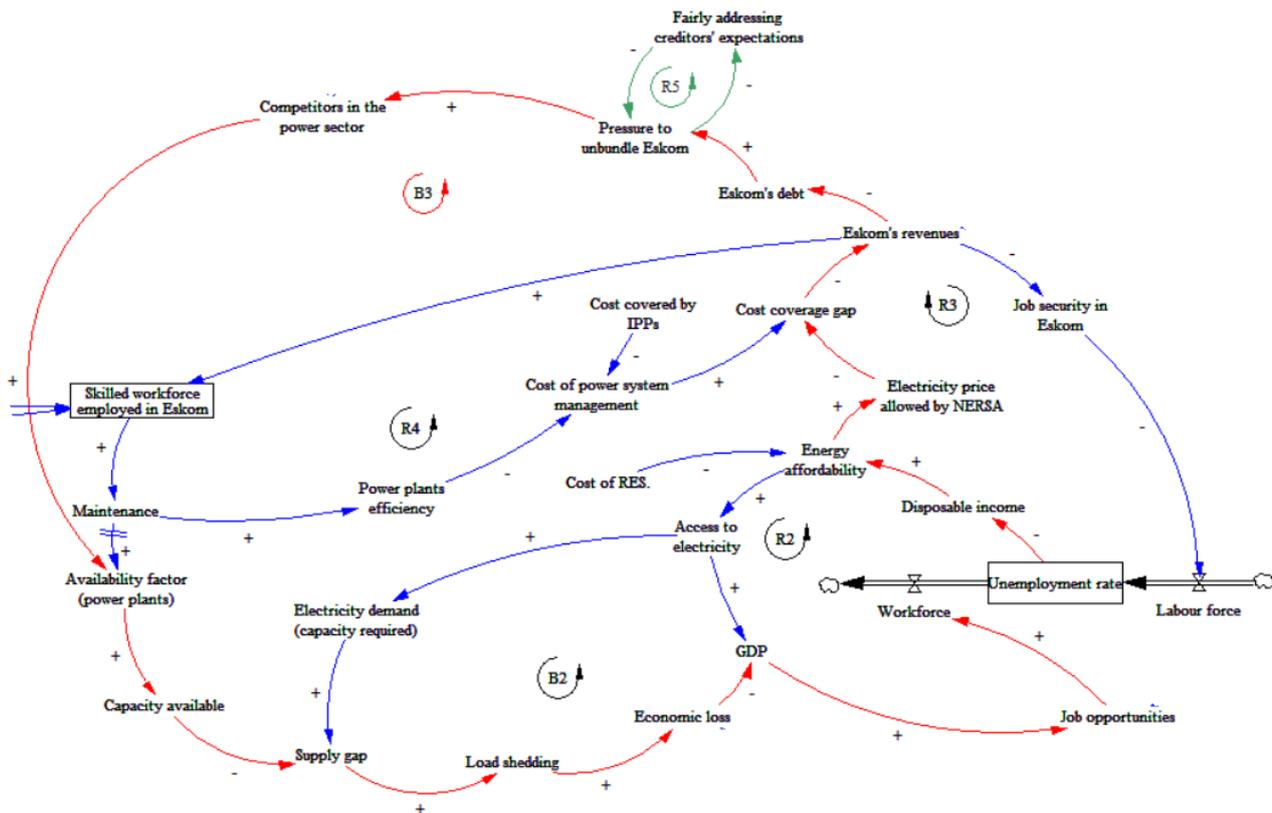 Fairly addressing
creditors' expectations
-
-
R5
Competitors in the
power sector
+
Pressure to
unbundle Eskom
+
B3
Eskom's debt
-
Eskom's revenues
-
+
Cost covered by
IPPs
-
Cost coverage gap
R3
Job security in
Eskom
-
+
Skilled workforce
employed in Eskom
Cost of power system
management
+
-
Electricity price
allowed by NERSA
+
-
R4
+
-
Energy
affordability
+
Cost of RES.
-
Power plants
efficiency
Maintenance
+
+
Disposable income
-
Access to
electricity
R2
+
+
Availability factor
(power plants)
Unemployment rate
Electricity demand
(capacity required)
+
Workforce
Labour force
+
+
GDP
B2
+
-
Capacity available
Economic loss
Job opportunities
+
Supply gap
Load shedding
-
+
+